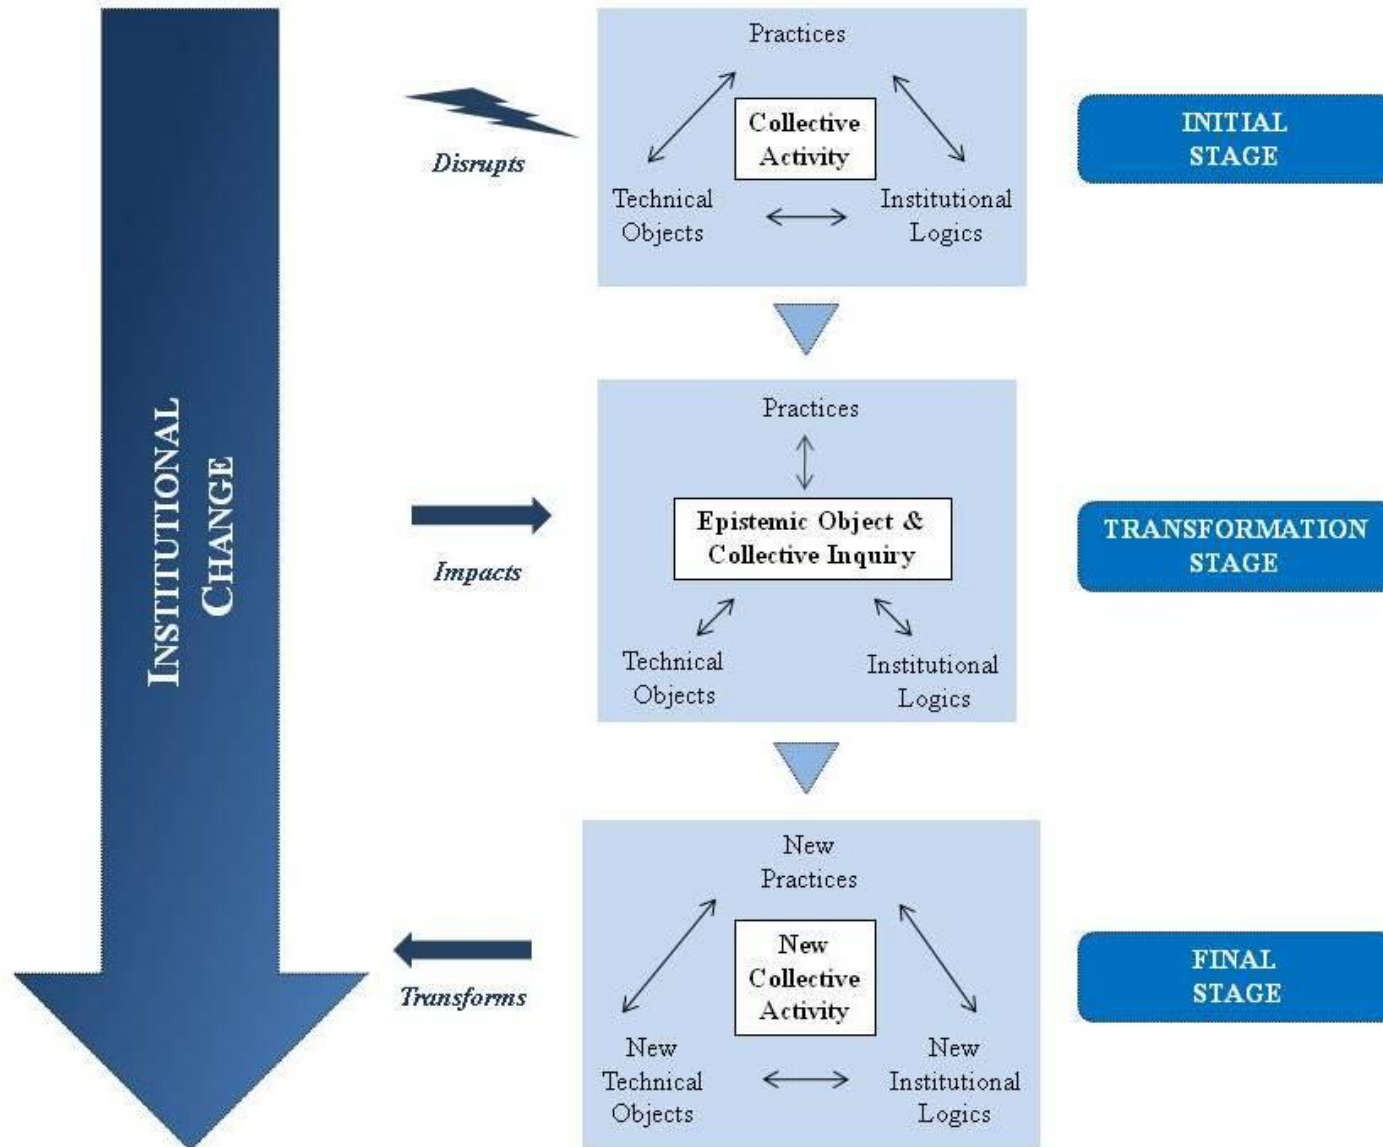 INSTITUTIONAL
CHANGE
Practices
Collective
Activity
Technical
Objects
Institutional
Logics
Disrupts
INITIAL
STAGE
Practices
Epistemic Object &
Collective Inquiry
Technical
Objects
Institutional
Logics
Impacts
TRANSFORMATION
STAGE
New
Practices
New
Collective
Activity
New
Technical
Objects
New
Institutional
Logics
Transforms
FINAL
STAGE